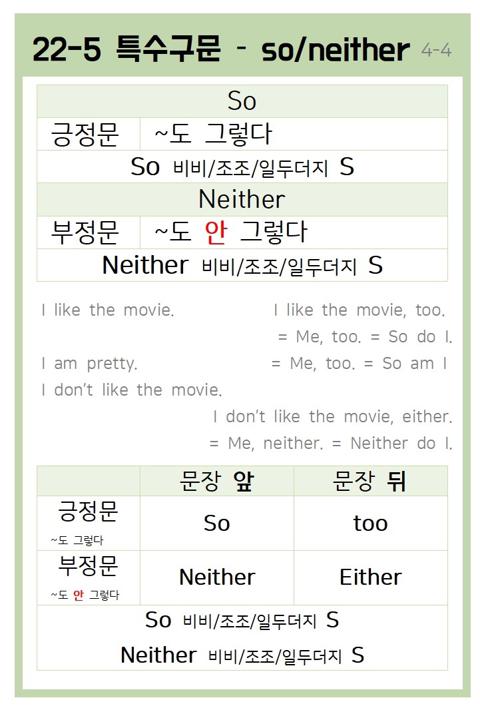 22-5 특수구문 - so/neither 4-4
So
긍정문 ~도 그렇다
So 비비/조조/일두더지 S
Neither
부정문 ~도 안 그렇다
Neither 비비/조조/일두더지 S
I like the movie. I like the movie, too.
= Me, too. = So do I.
I am pretty. = Me, too. = So am I
I don't like the movie.
I don't like the movie, either.
= Me, neither. = Neither do I.
문장 앞 문장 뒤
긍정문 So too
~도 그렇다
부정문 Neither Either
~도 안 그렇다
So 비비/조조/일두더지 S
Neither 비비/조조/일두더지 S